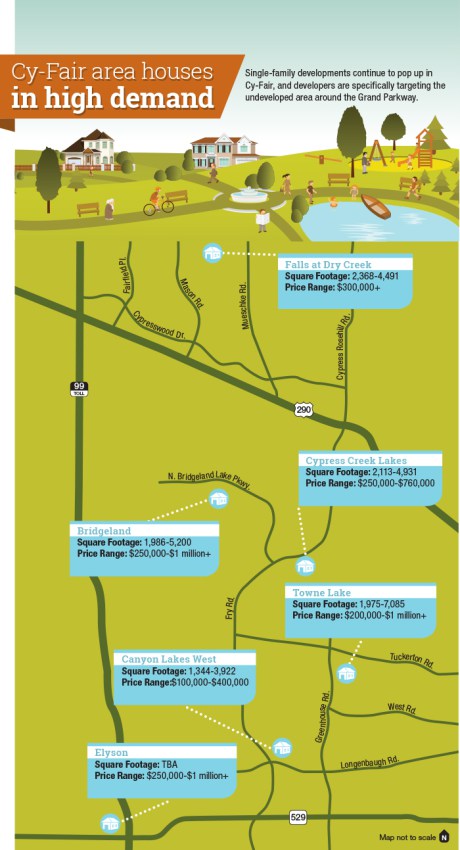 Cy-Fair area houses
in high demand
Single-family developments continue to pop up in
Cy-Fair, and developers are specifically targeting the
undeveloped area around the Grand Parkway.
Falls at Dry Creek
Square Footage: 2,368-4,491
Price Range: $300,000+
Fairfield Pl.
Mason Rd.
Mueschke Rd.
Cypresswood Dr.
Cypress Rosehill Rd.
99
TOLL
290
Cypress Creek Lakes
Square Footage: 2,113-4,931
Price Range: $250,000-$760,000
N. Bridgeland Lake Pkwy.
Bridgeland
Square Footage: 1,986-5,200
Price Range: $250,000-$1 million+
Towne Lake
Square Footage: 1,975-7,085
Price Range: $200,000-$1 million+
Fry Rd.
Tuckerton Rd.
Canyon Lakes West
Square Footage: 1,344-3,922
Price Range:$100,000-$400,000
Greenhouse Rd.
West Rd.
Elyson
Square Footage: TBA
Price Range: $250,000-$1 million+
Longenbaugh Rd.
529
Map not to scale N